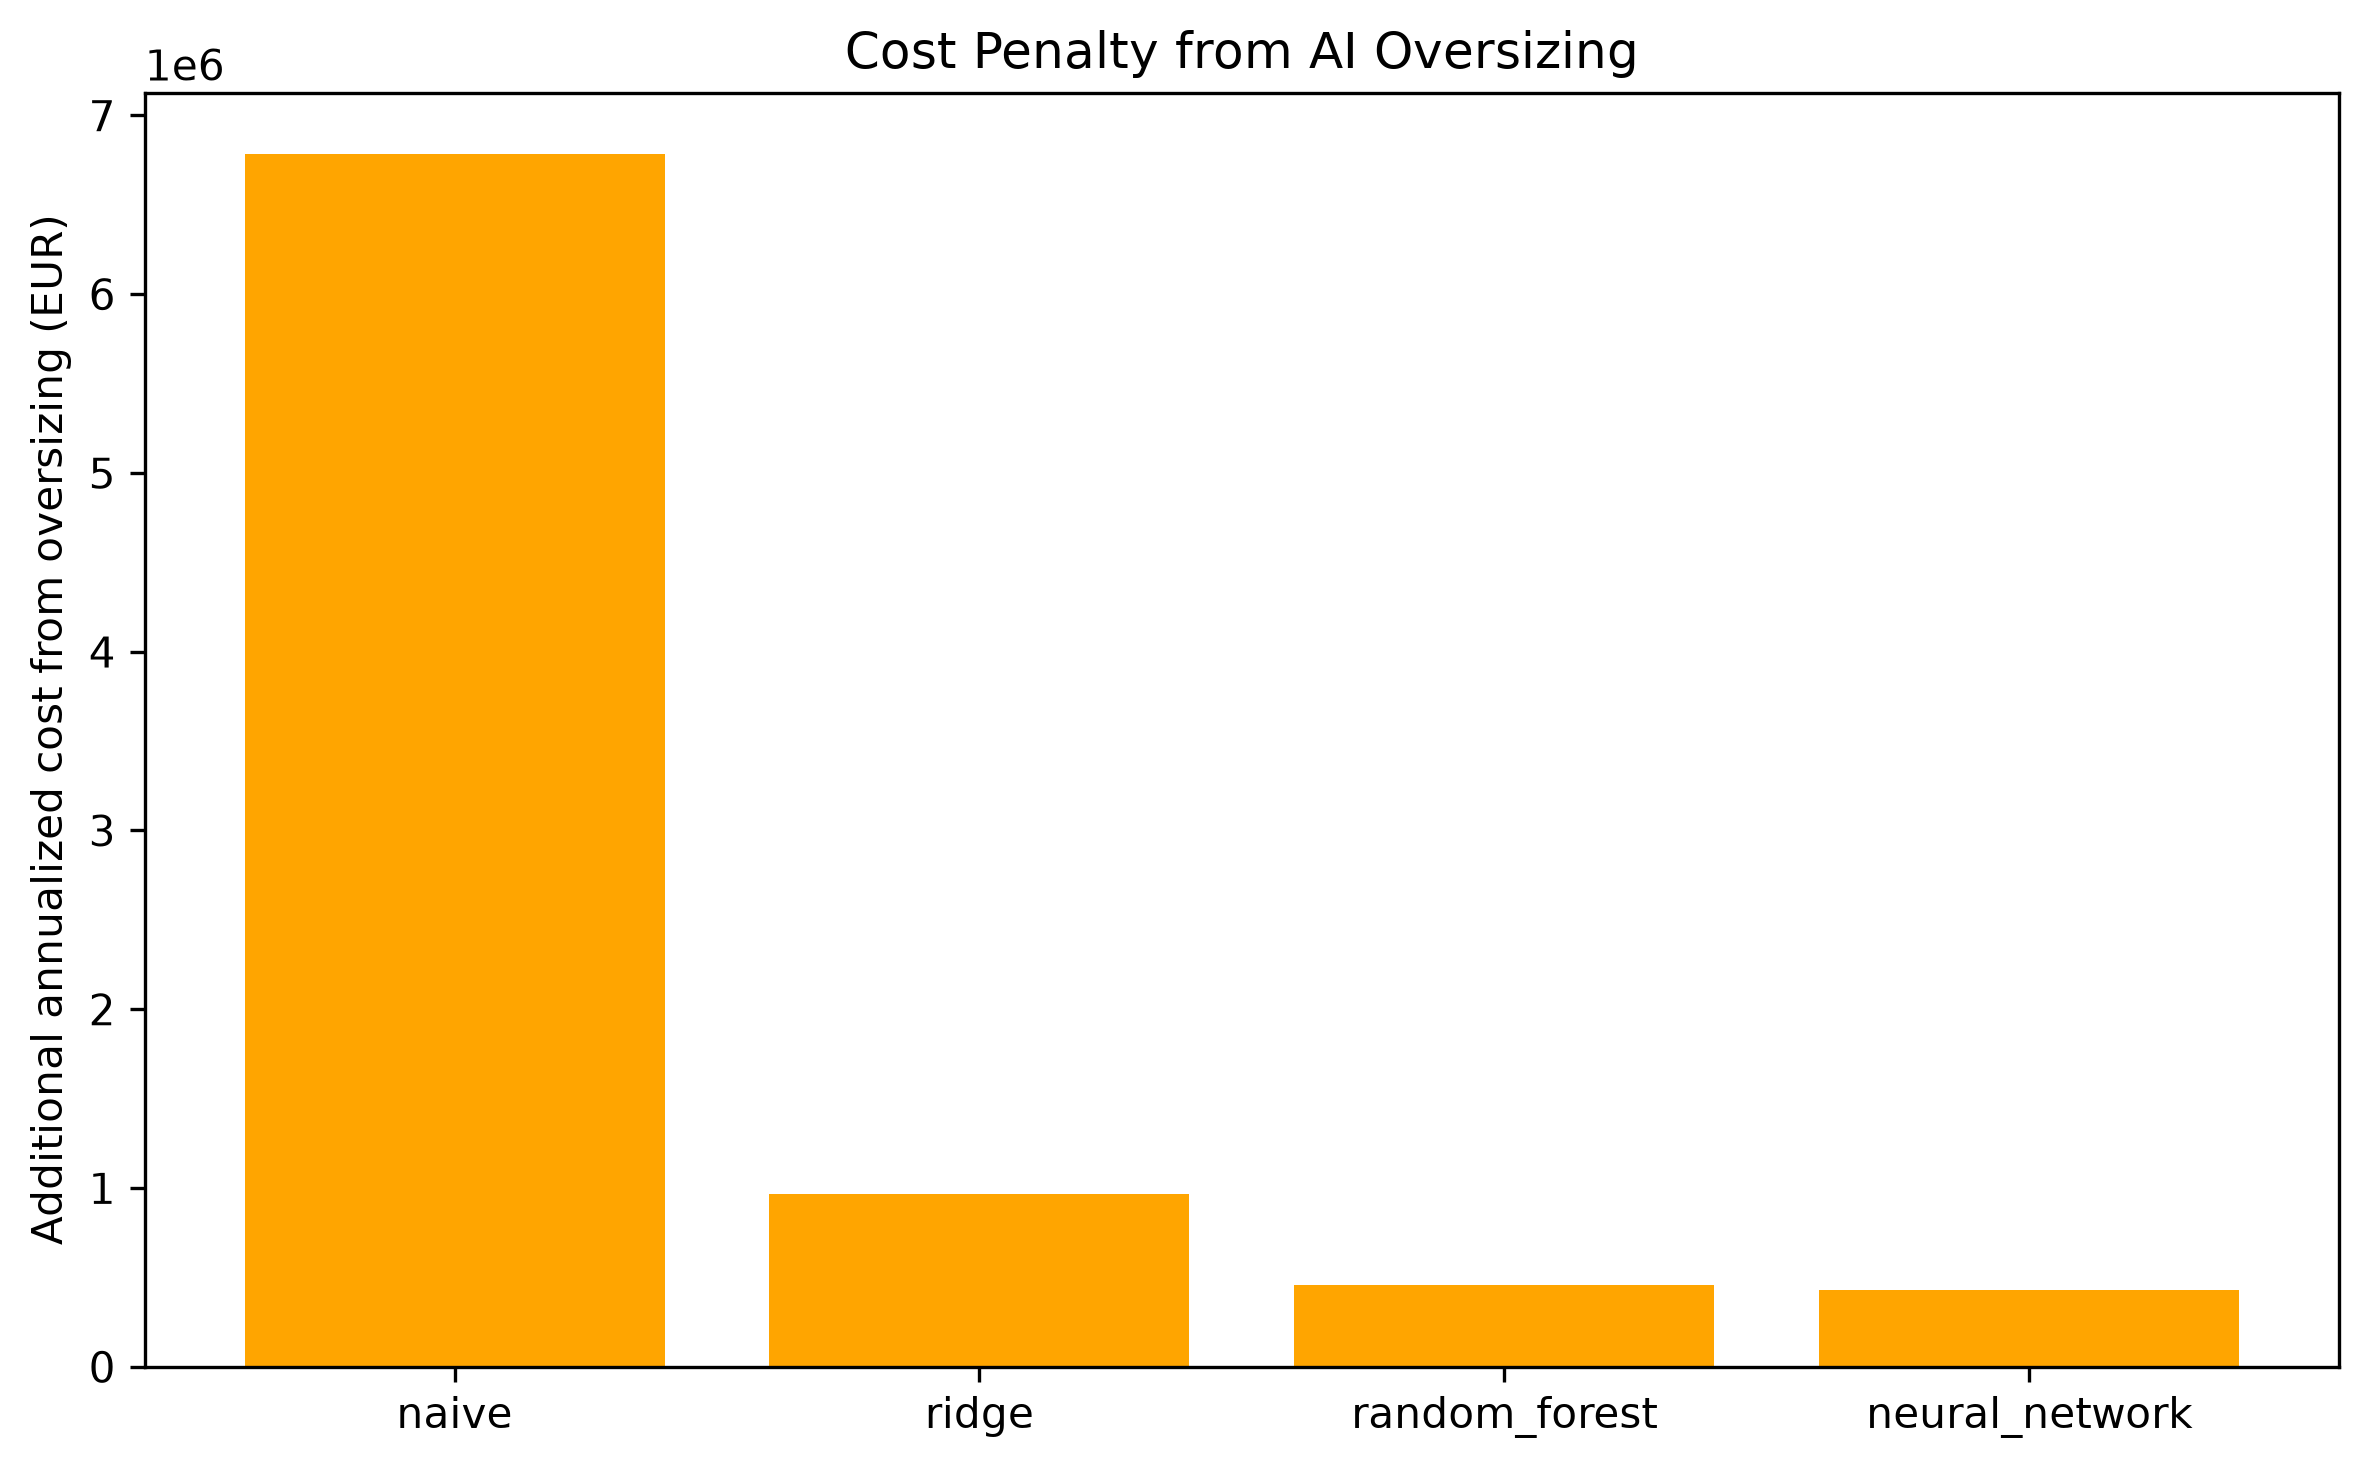 Cost Penalty from AI Oversizing
1e6
7
6
5
4
3
2
1
0
Additional annualized cost from oversizing (EUR)
naive
ridge
random_forest
neural_network